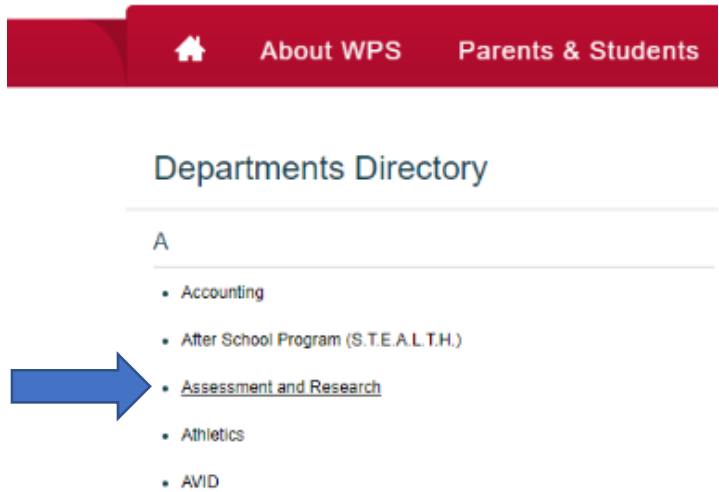 About WPS Parents & Students
Departments Directory
A
Accounting
After School Program (S.T.E.A.L.T.H.)
Assessment and Research
Athletics
AVID